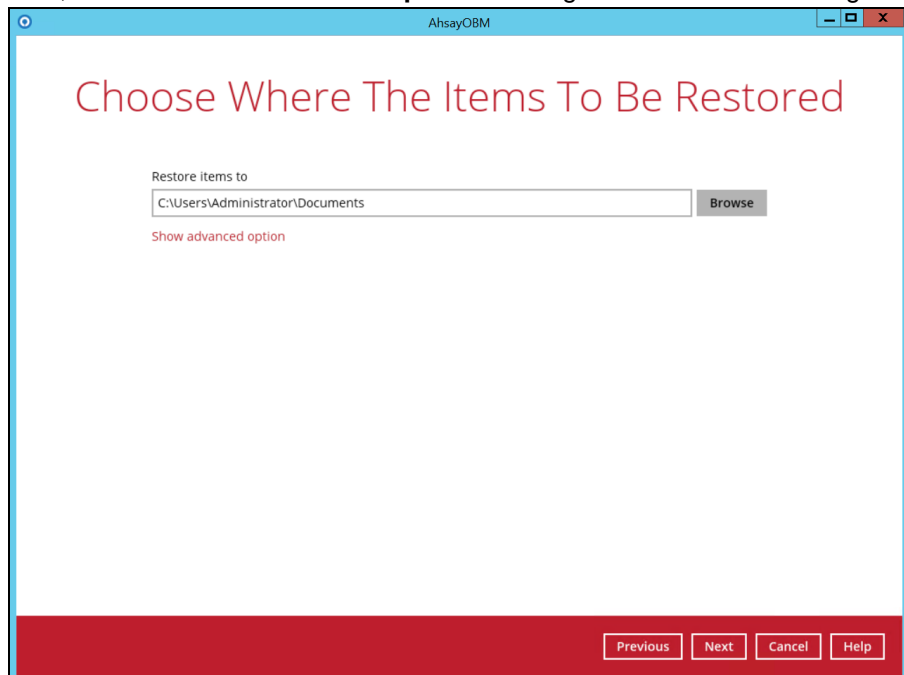 AhsayOBM
Choose Where The Items To Be Restored
Restore items to
C:\Users\Administrator\Documents
Browse
Show advanced option
Previous Next Cancel Help